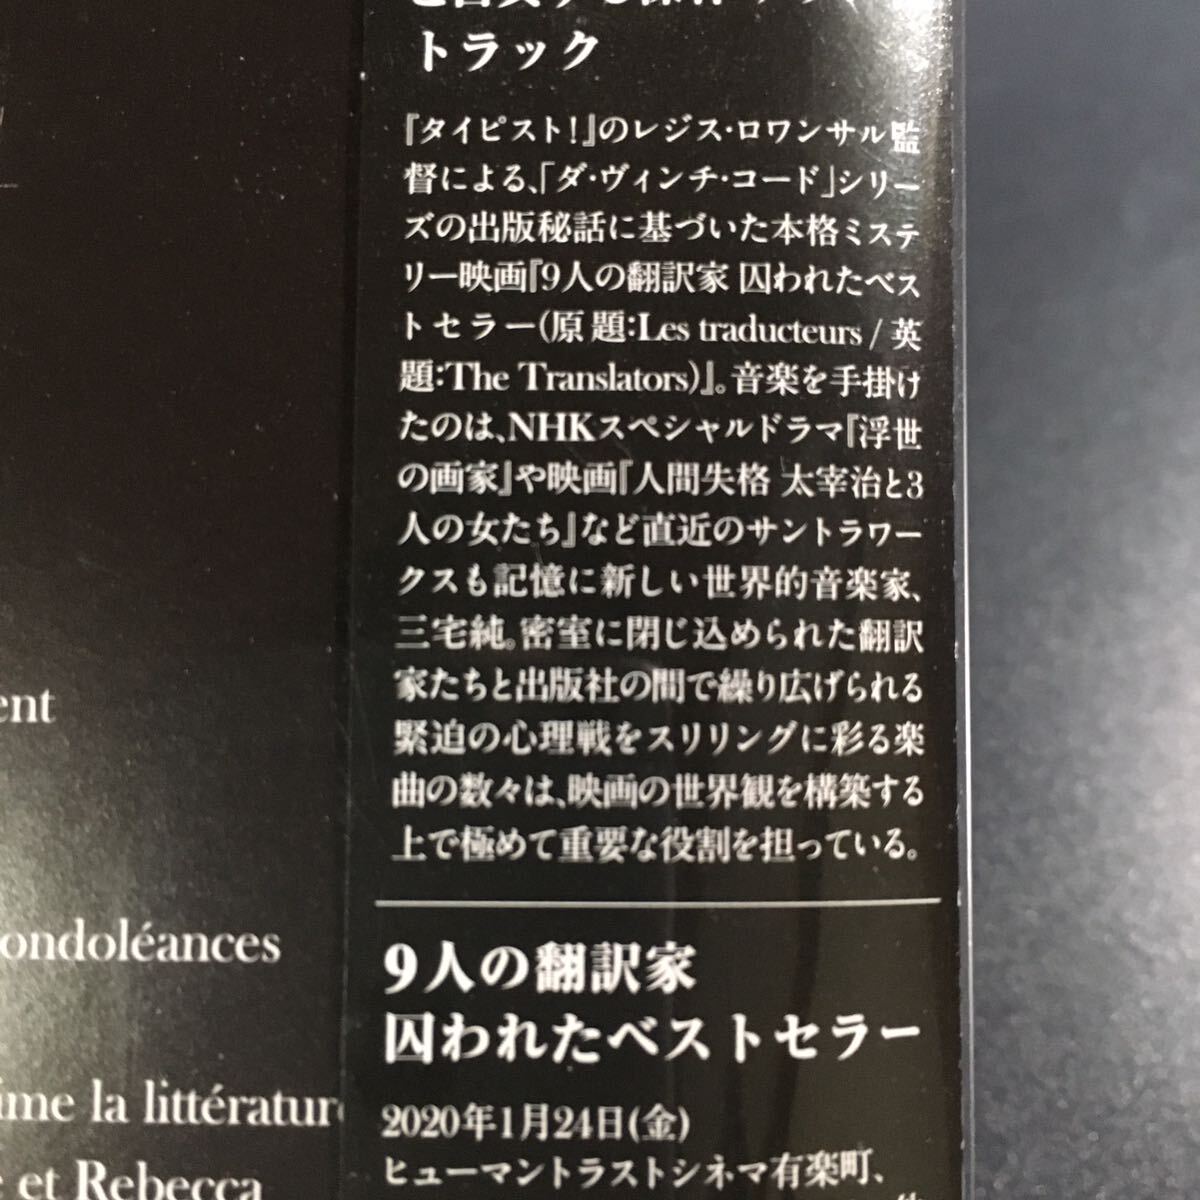 トラック
『タイピスト!』のレジス・ロワンサル監
督による、「ダ・ヴィンチ・コード」シリー
ズの出版秘話に基づいた本格ミステ
リー映画『9人の翻訳家 囚われたベス
トセラー(原題:Les traducteurs / 英
題:The Translators)』。音楽を手掛け
たのは、NHKスペシャルドラマ『浮世
の画家』や映画『人間失格 太宰治と3
人の女たち』など直近のサントラワー
クスも記憶に新しい世界的音楽家、
三宅純。密室に閉じ込められた翻訳
家たちと出版社の間で繰り広げられる
緊迫の心理戦をスリリングに彩る楽
曲の数々は、映画の世界観を構築する
上で極めて重要な役割を担っている。
9人の翻訳家
囚われたベストセラー
2020年1月24日(金)
ヒューマントラストシネマ有楽町、
ent
ondoléances
ime la littérature
et Rebecca